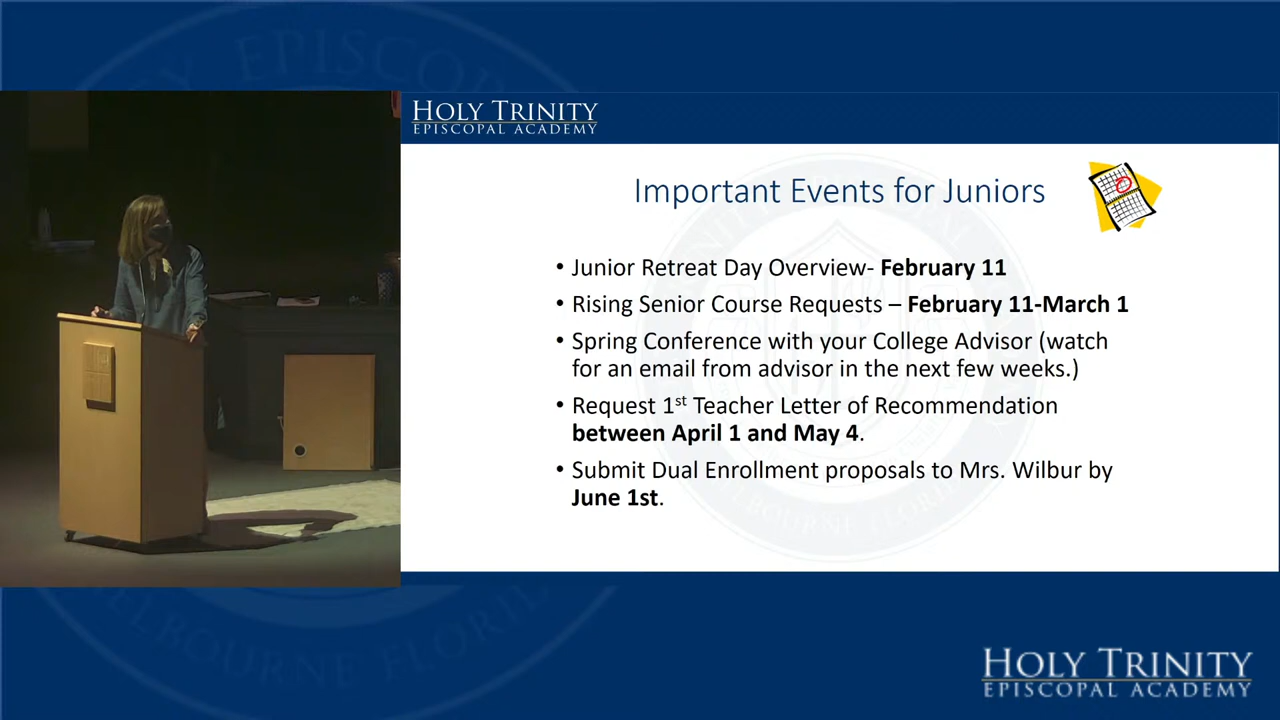 HOLY TRINITY
EPISCOPAL ACADEMY
Important Events for Juniors
• Junior Retreat Day Overview- February 11
• Rising Senior Course Requests – February 11-March 1
• Spring Conference with your College Advisor (watch
for an email from advisor in the next few weeks.)
• Request 1st Teacher Letter of Recommendation
between April 1 and May 4.
• Submit Dual Enrollment proposals to Mrs. Wilbur by
June 1st.
HOLY TRINITY
EPISCOPAL ACADEMY